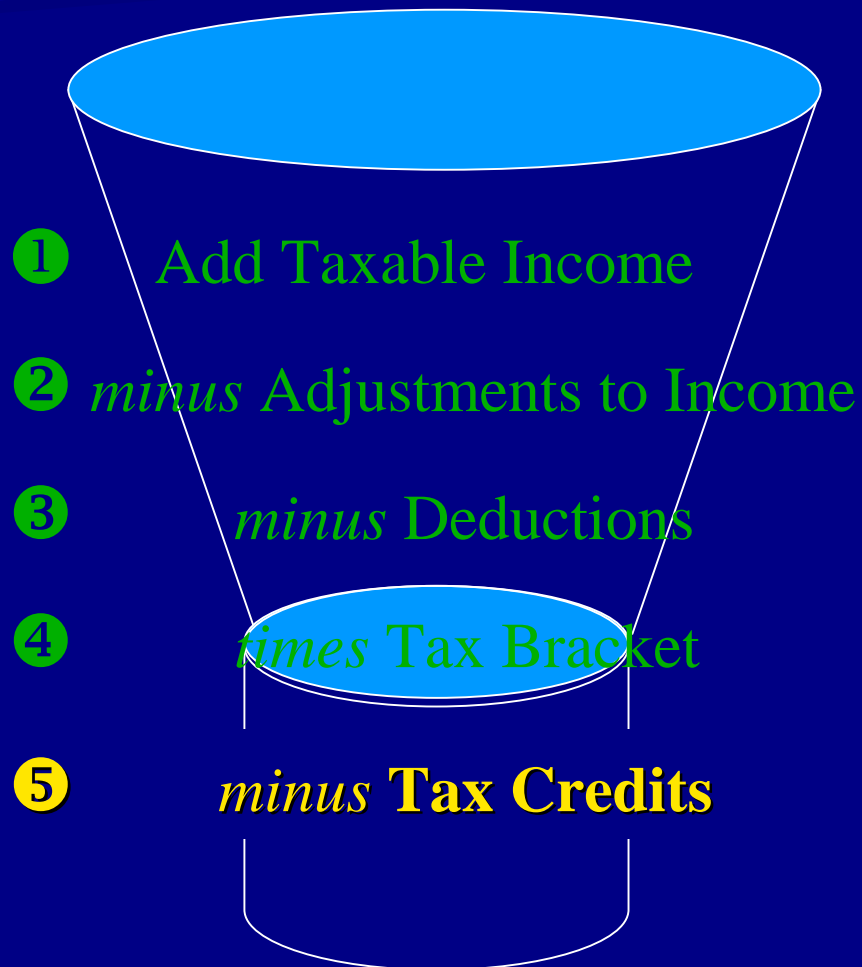 ❶ Add Taxable Income
❷ minus Adjustments to Income
❸ minus Deductions
❹ times Tax Bracket
❺ minus Tax Credits